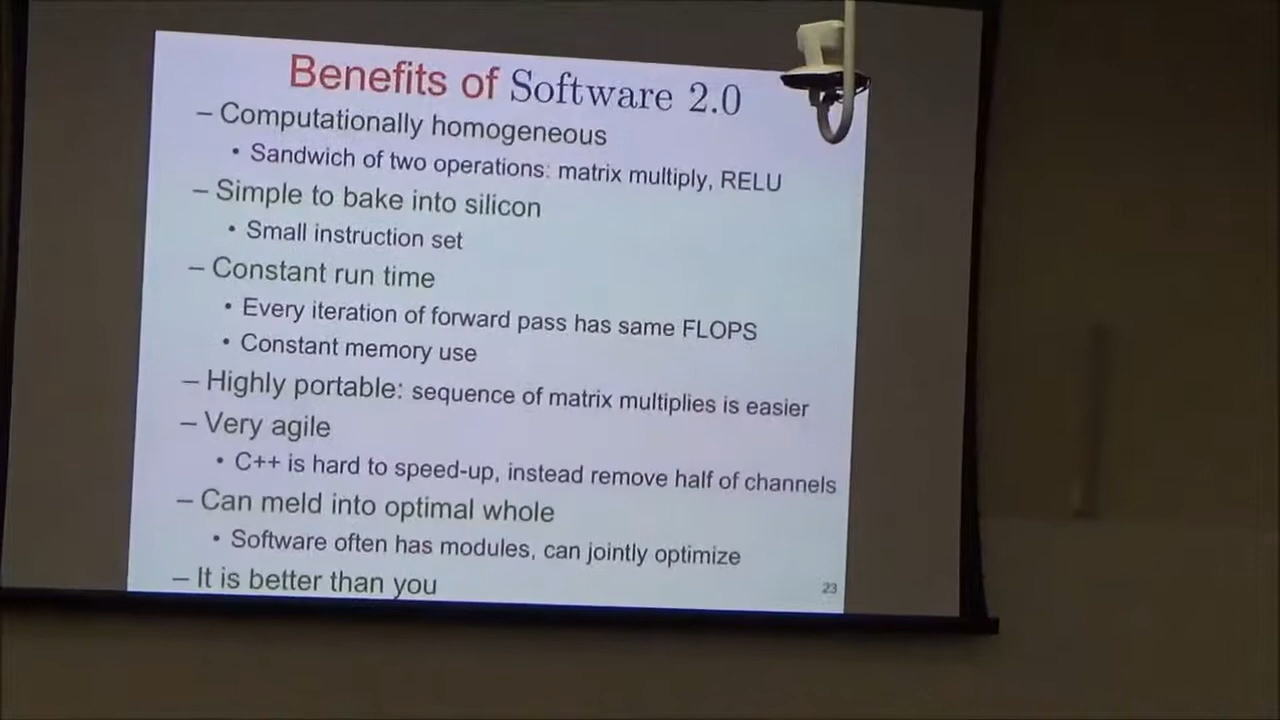 Benefits of Software 2.0
– Computationally homogeneous
• Sandwich of two operations: matrix multiply, RELU
– Simple to bake into silicon
• Small instruction set
– Constant run time
• Every iteration of forward pass has same FLOPS
• Constant memory use
– Highly portable: sequence of matrix multiplies is easier
– Very agile
• C++ is hard to speed-up, instead remove half of channels
– Can meld into optimal whole
• Software often has modules, can jointly optimize
– It is better than you
23